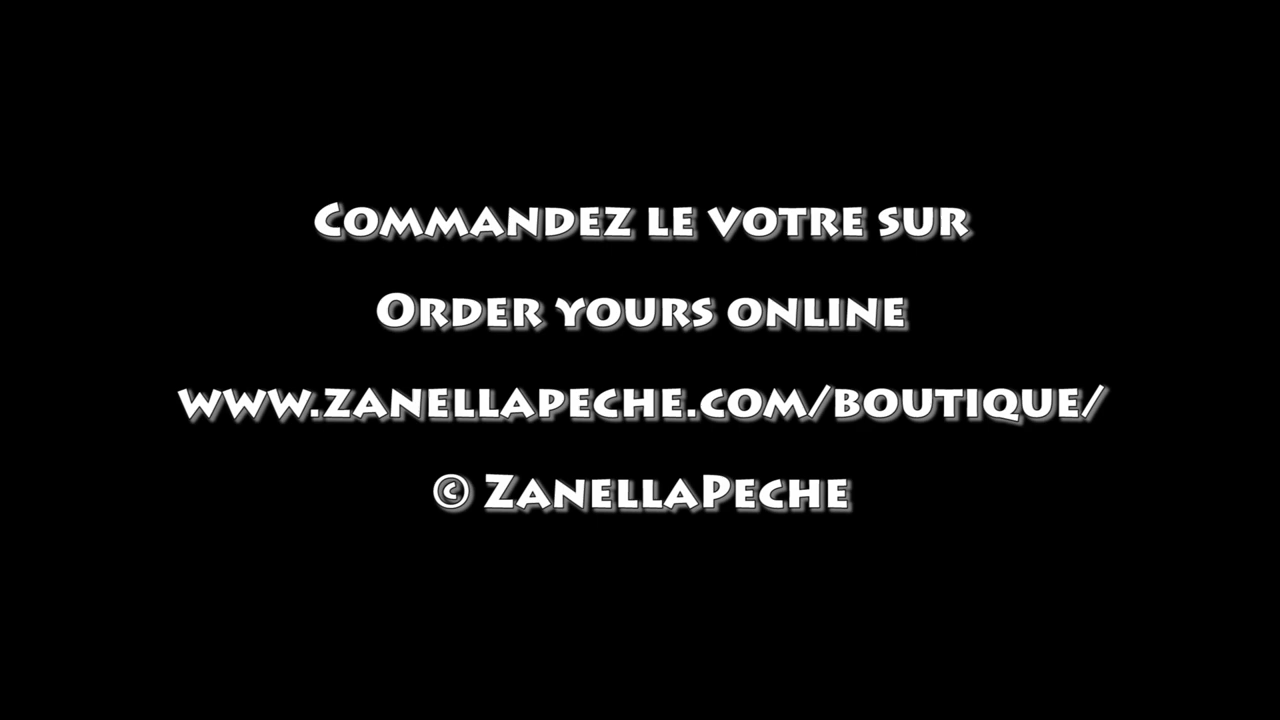 Commandez le votre sur
Order yours online
www.zanellapeche.com/boutique/
© ZanellaPeche